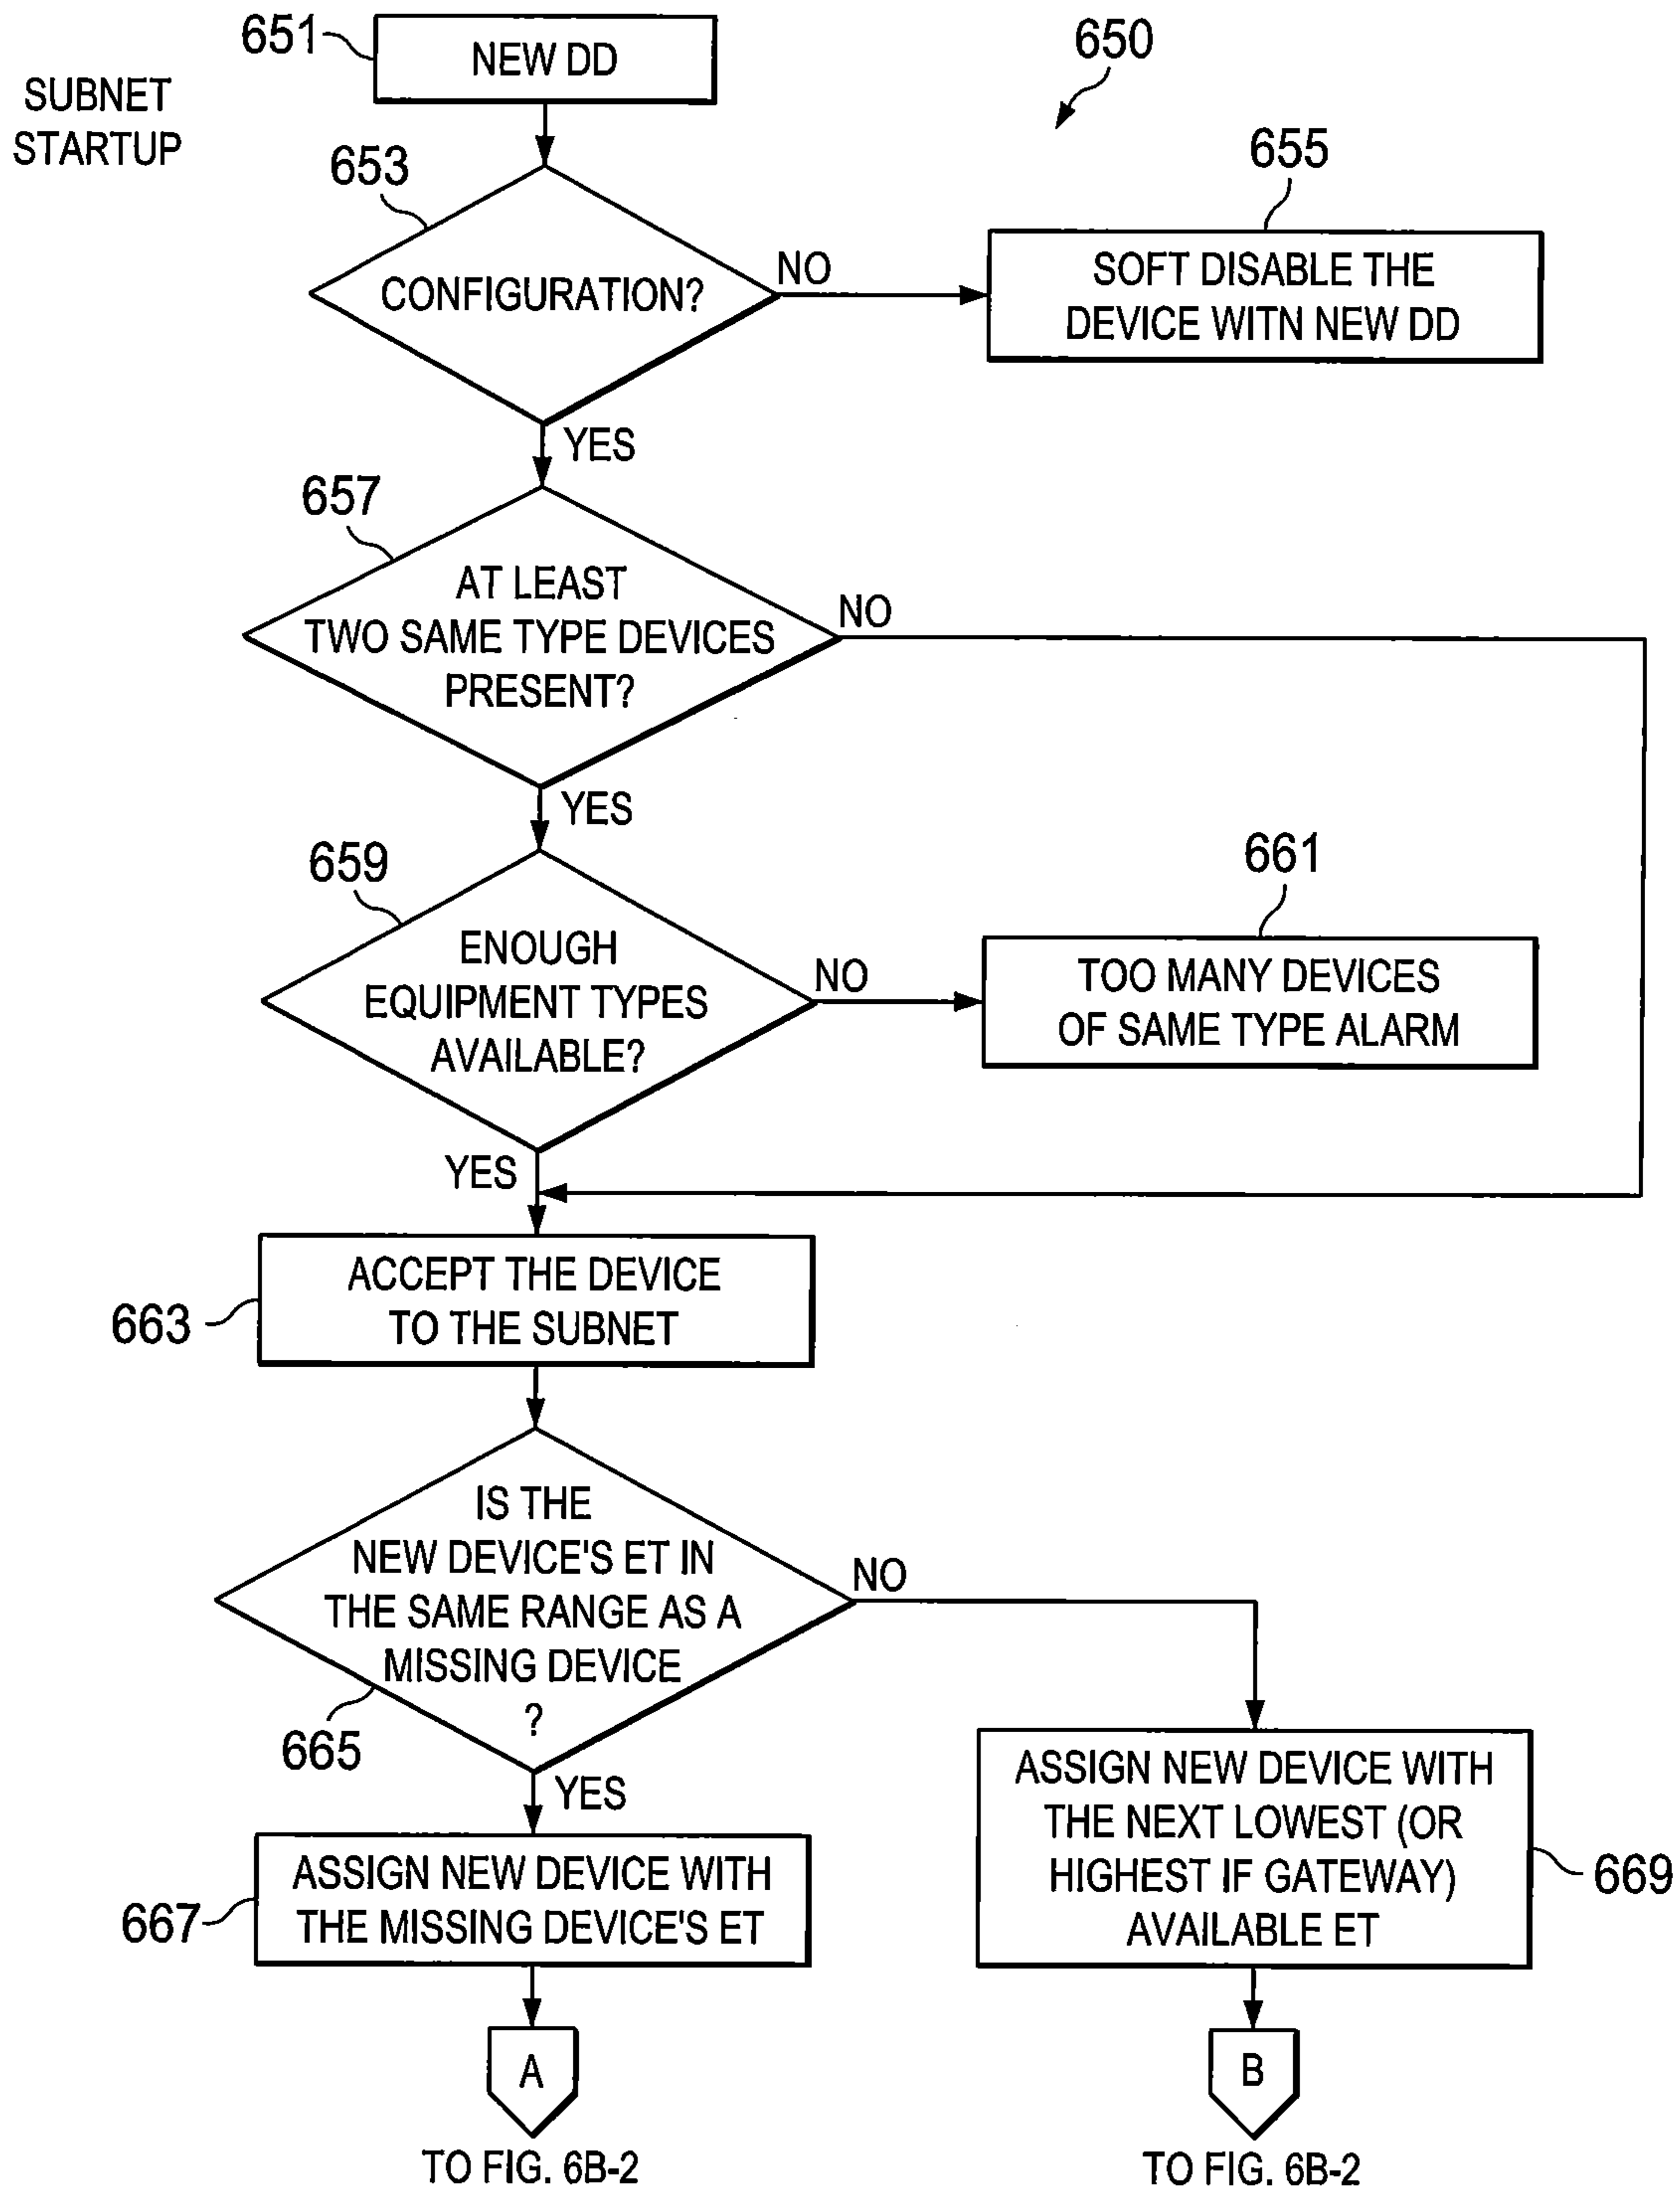 651
NEW DD
650
SUBNET
STARTUP
653
655
CONFIGURATION?
NO
SOFT DISABLE THE
DEVICE WITN NEW DD
YES
657
AT LEAST
TWO SAME TYPE DEVICES
PRESENT?
NO
YES
659
661
ENOUGH
EQUIPMENT TYPES
AVAILABLE?
NO
TOO MANY DEVICES
OF SAME TYPE ALARM
YES
ACCEPT THE DEVICE
TO THE SUBNET
663
IS THE
NEW DEVICE'S ET IN
THE SAME RANGE AS A
MISSING DEVICE
?
NO
665
YES
ASSIGN NEW DEVICE WITH
THE MISSING DEVICE'S ET
667
ASSIGN NEW DEVICE WITH
THE NEXT LOWEST (OR
HIGHEST IF GATEWAY)
AVAILABLE ET
669
A
B
TO FIG. 6B-2
TO FIG. 6B-2